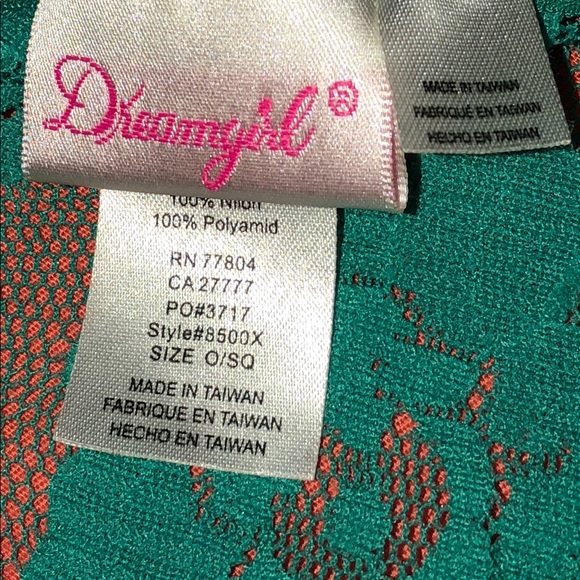 Dreamgirl®
MADE IN TAIWAN
FABRIQUÉ EN TAIWAN
HECHO EN TAIWAN
100% Nilon
100% Polyamid
RN 77804
CA 27777
PO#3717
Style#8500X
SIZE O/SQ
MADE IN TAIWAN
FABRIQUE EN TAIWAN
HECHO EN TAIWAN